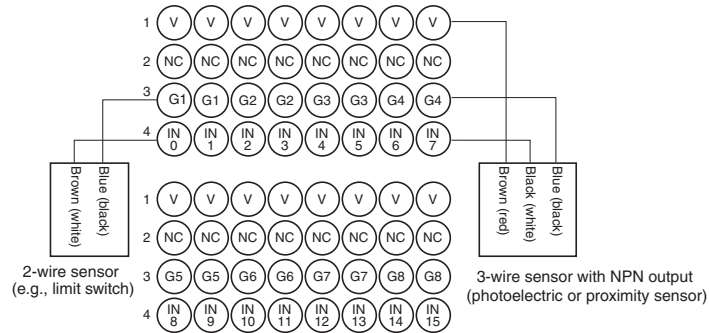 1 V V V V V V V V
2 NC NC NC NC NC NC NC NC
3 G1 G1 G2 G2 G3 G3 G4 G4
4 IN 0 IN 1 IN 2 IN 3 IN 4 IN 5 IN 6 IN 7
Brown (white)
Blue (black)
2-wire sensor
(e.g., limit switch)
Brown (red)
Black (white)
Blue (black)
3-wire sensor with NPN output
(photoelectric or proximity sensor)
1 V V V V V V V V
2 NC NC NC NC NC NC NC NC
3 G5 G5 G6 G6 G7 G7 G8 G8
4 IN 8 IN 9 IN 10 IN 11 IN 12 IN 13 IN 14 IN 15